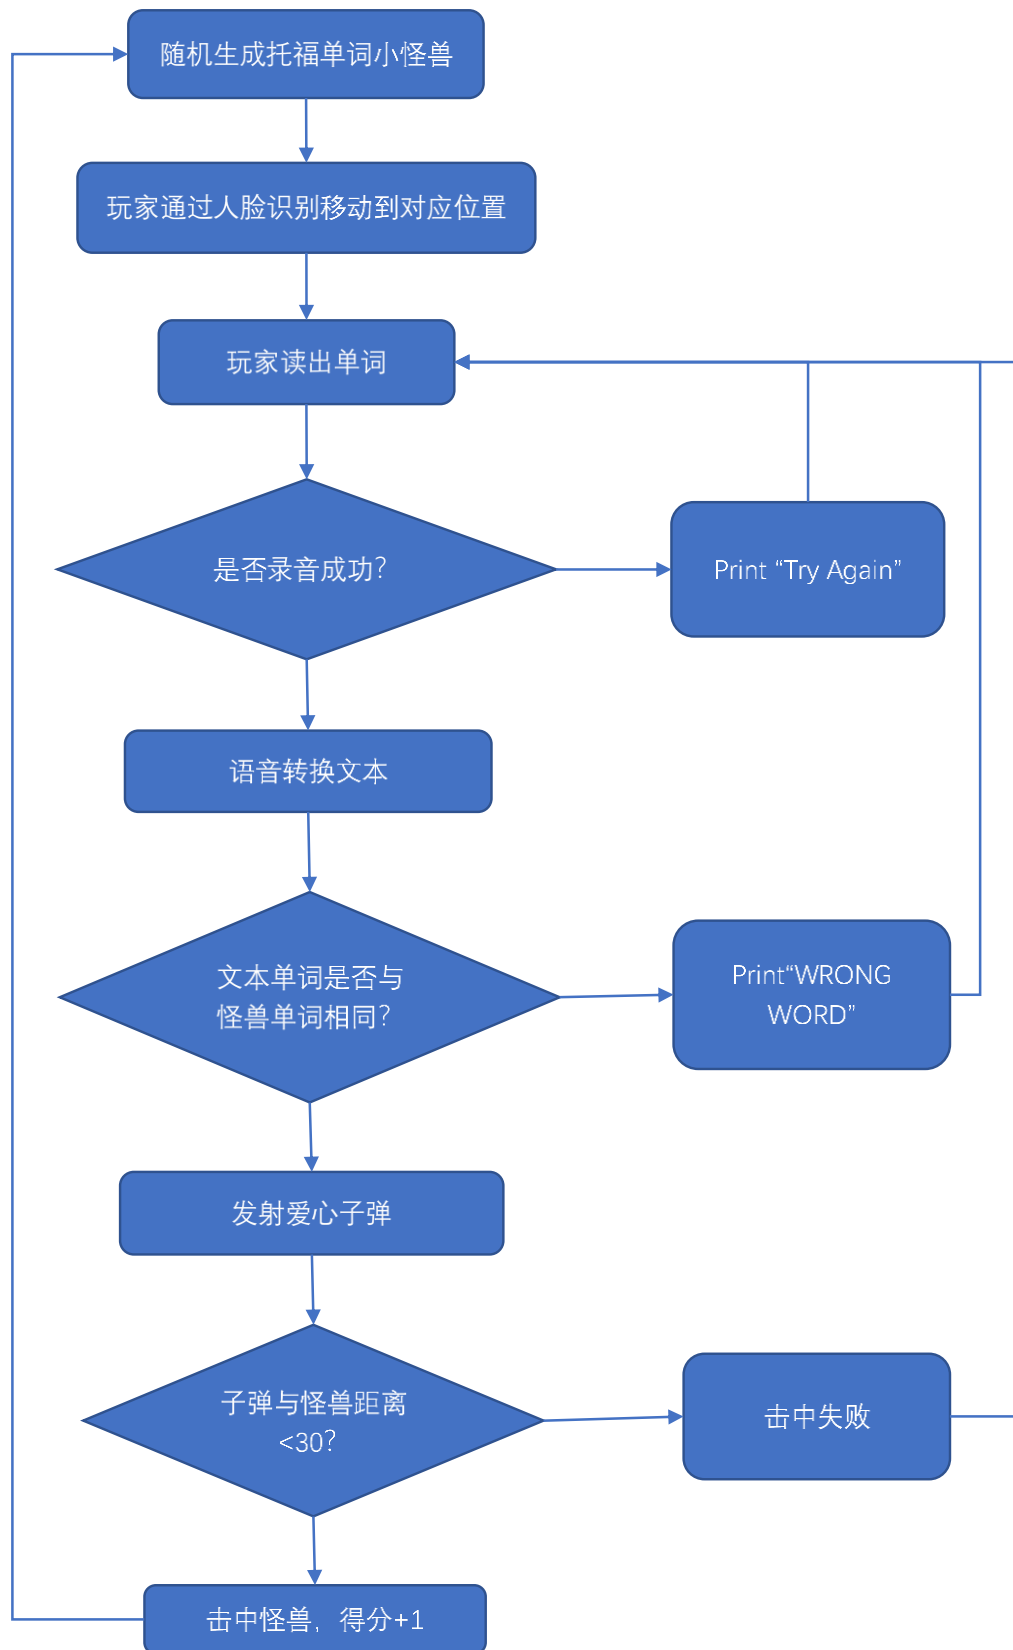 随机生成托福单词小怪兽
玩家通过人脸识别移动到对应位置
玩家读出单词
是否录音成功？
Print “Try Again”
语音转换文本
文本单词是否与
怪兽单词相同？
Print“WRONG
WORD”
发射爱心子弹
子弹与怪兽距离
<30？
击中失败
击中怪兽，得分+1